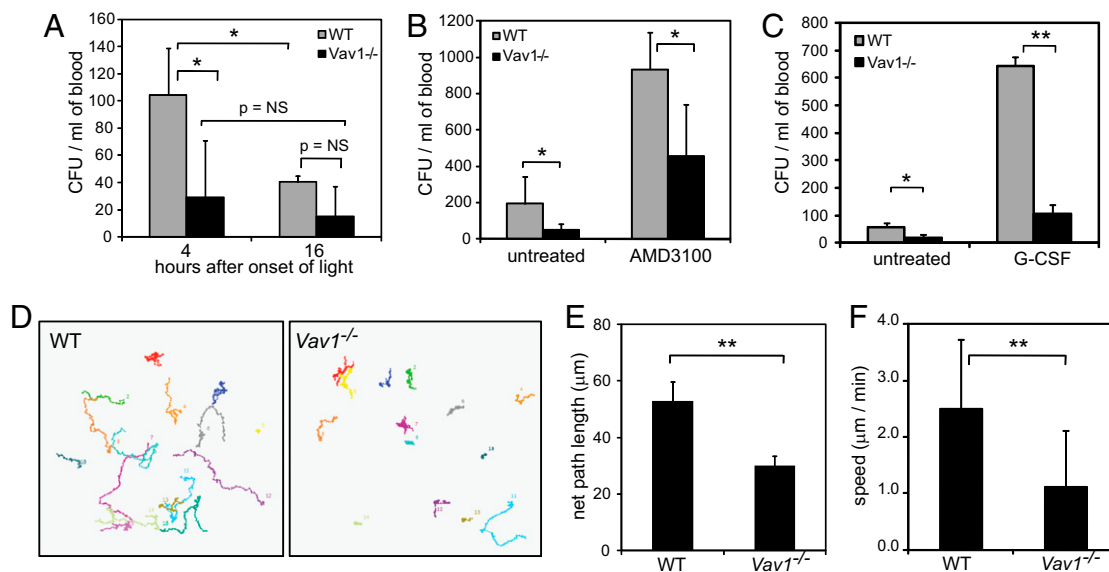 A
CFU / ml of blood
160
140
120
100
80
60
40
20
0
WT
Vav1-/-
*
*
p = NS
p = NS
4
16
hours after onset of light
B
CFU / ml of blood
1200
1000
800
600
400
200
0
WT
Vav1-/-
*
*
untreated
AMD3100
C
CFU / ml of blood
800
700
600
500
400
300
200
100
0
WT
Vav1-/-
**
*
untreated
G-CSF
D
WT
Vav1-/-
E
net path length (μm)
80
60
40
20
0
**
WT
Vav1-/-
F
speed (μm / min)
4.0
3.0
2.0
1.0
0.0
**
WT
Vav1-/-